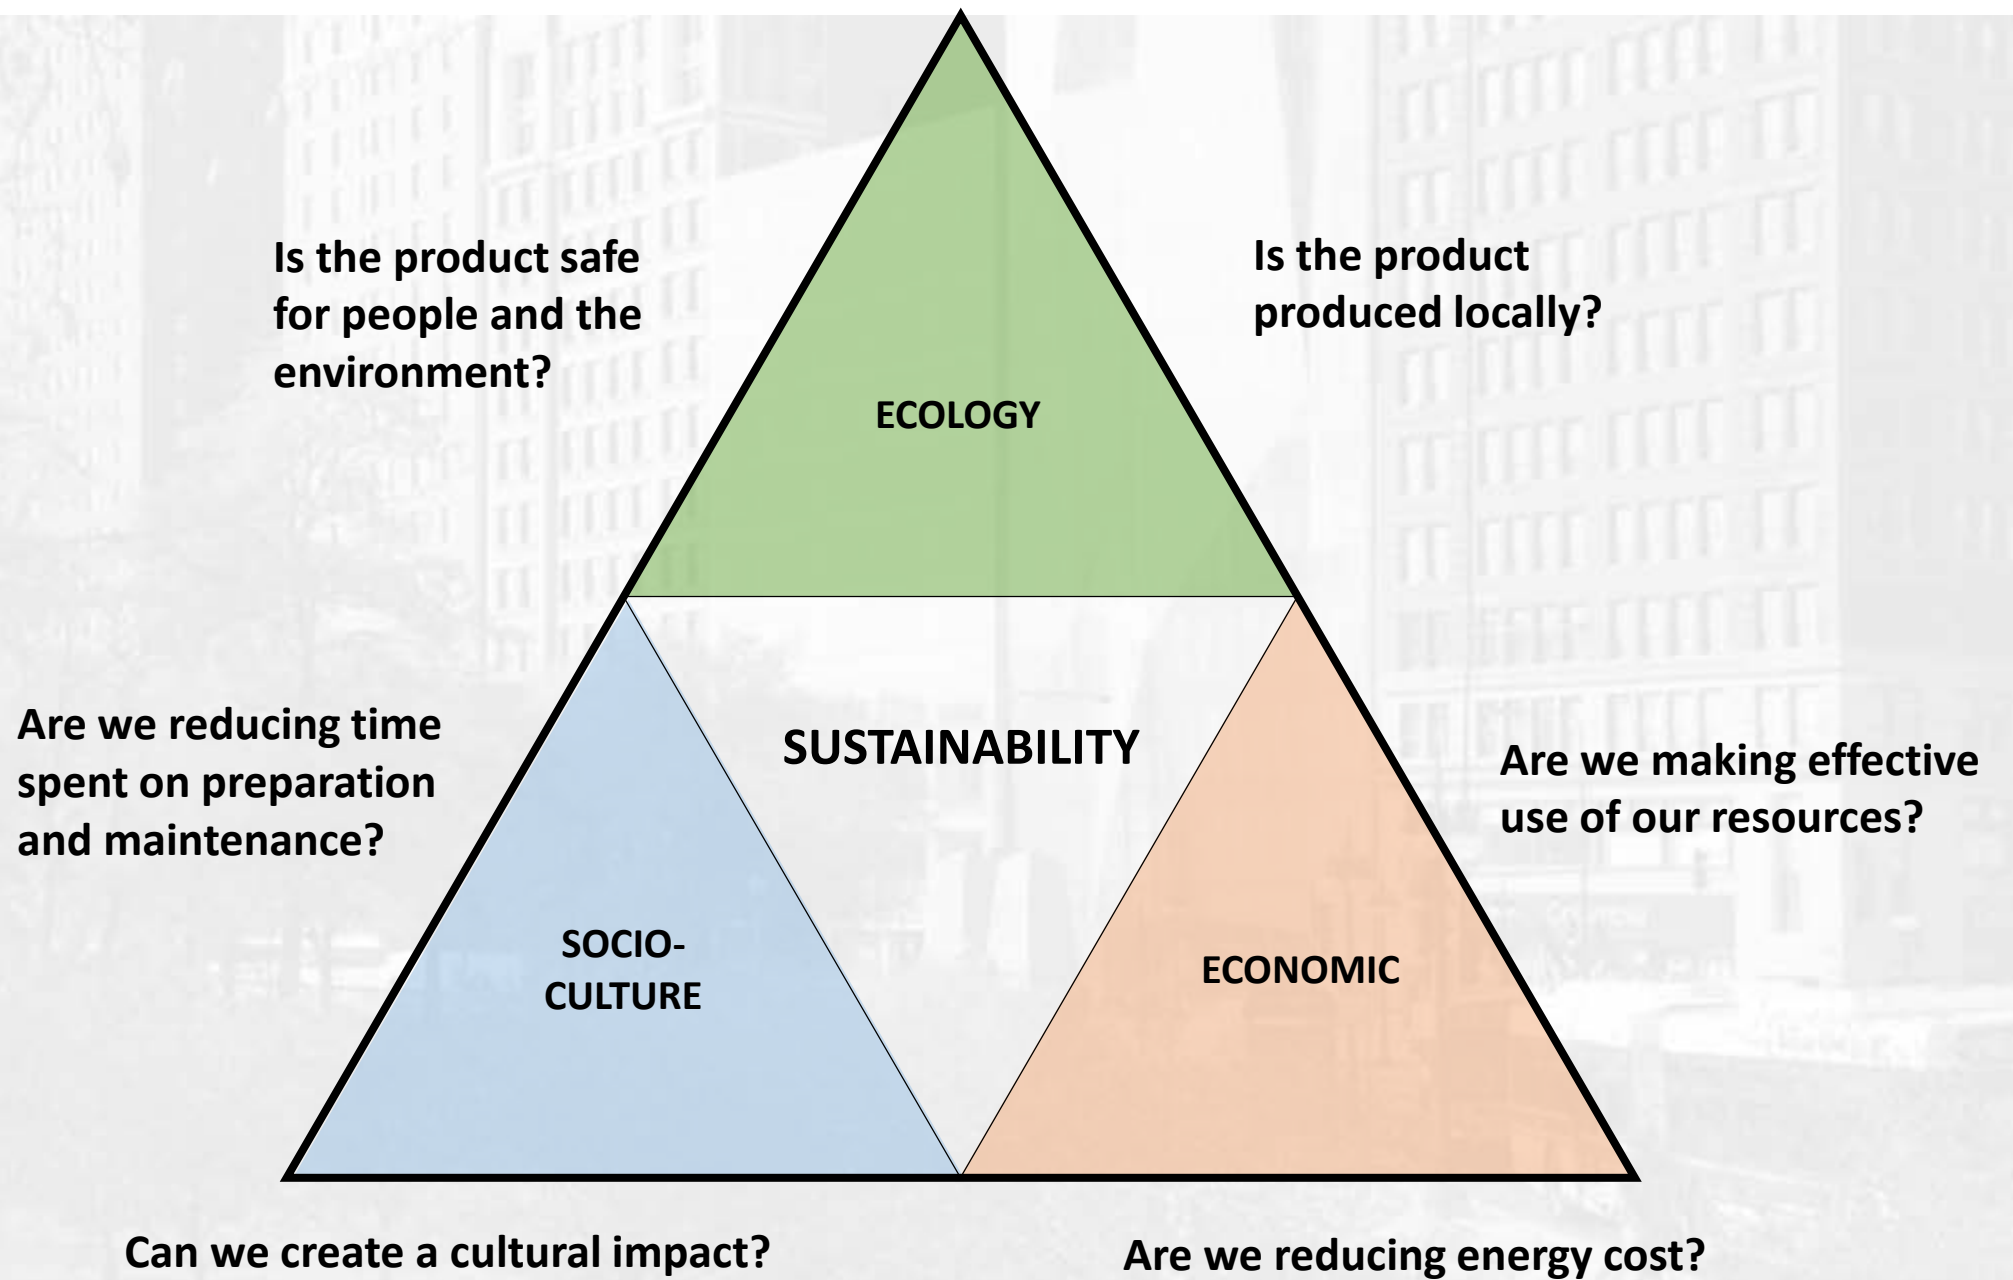 Is the product safe
for people and the
environment?
Is the product
produced locally?
ECOLOGY
Are we reducing time
spent on preparation
and maintenance?
SUSTAINABILITY
Are we making effective
use of our resources?
SOCIO-
CULTURE
ECONOMIC
Can we create a cultural impact?
Are we reducing energy cost?